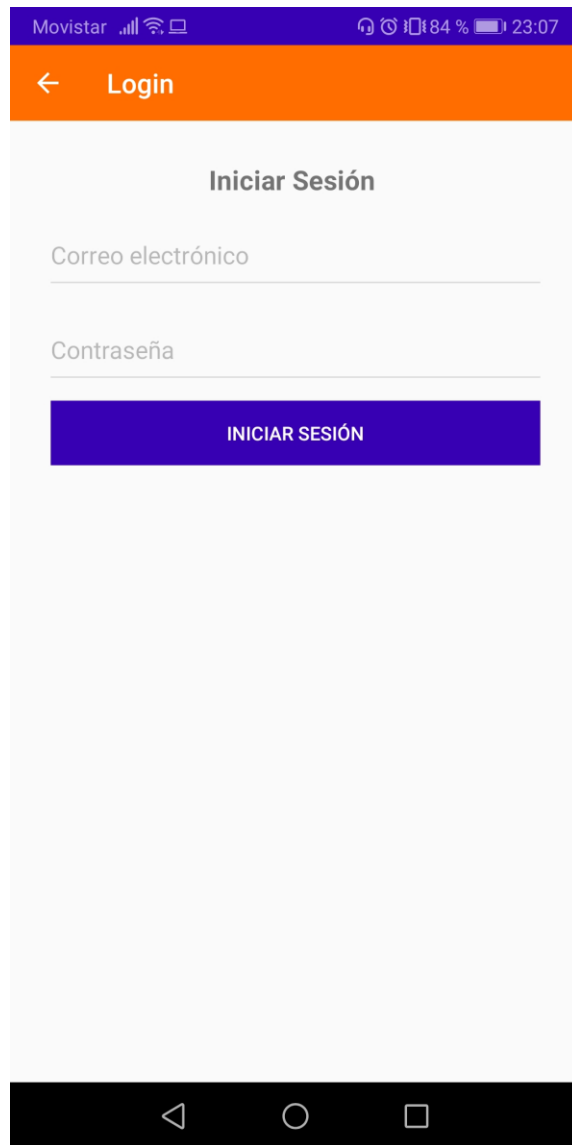 Movistar 84 % 23:07
Login
Iniciar Sesión
Correo electrónico
Contraseña
INICIAR SESIÓN